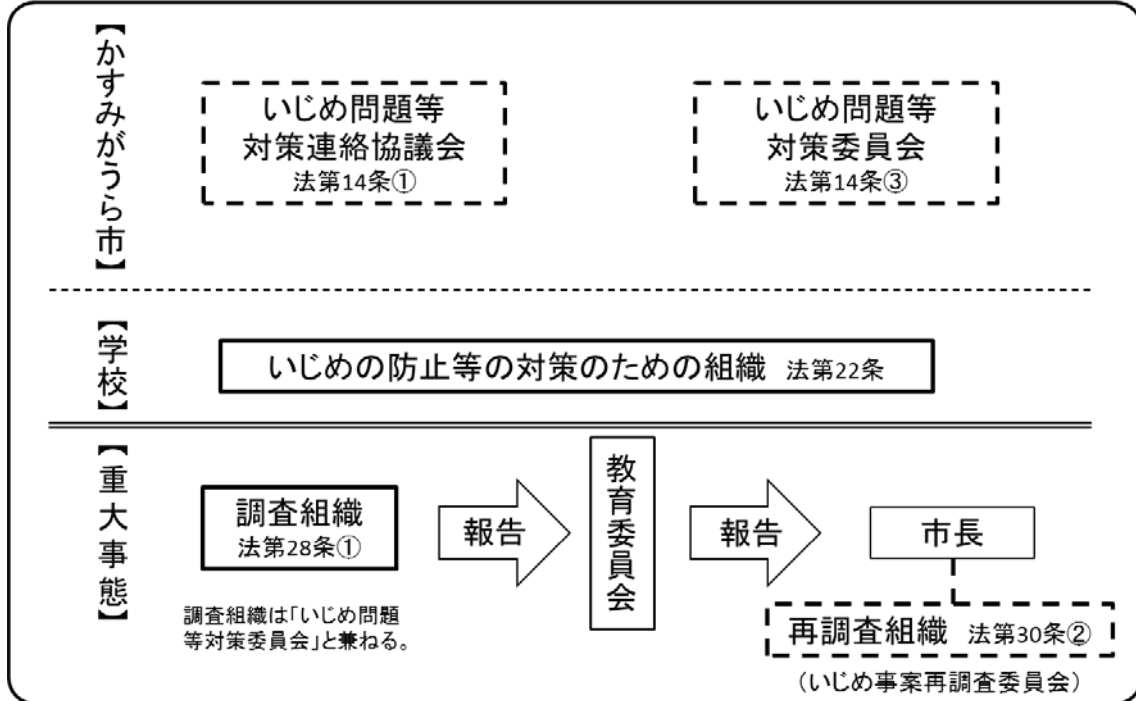 【かすみがうら市】
いじめ問題等
対策連絡協議会
法第14条①
いじめ問題等
対策委員会
法第14条③
【学校】
いじめの防止等の対策のための組織 法第22条
【重大事態】
調査組織
法第28条①
調査組織は「いじめ問題
等対策委員会」と兼ねる。
報告
教育委員会
報告
市長
再調査組織 法第30条②
(いじめ事案再調査委員会)